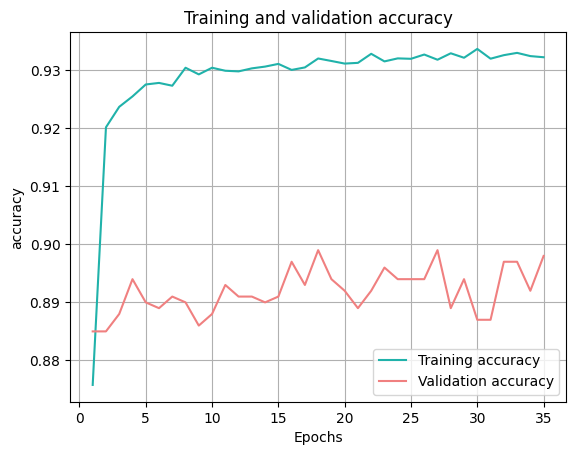 Training and validation accuracy
accuracy
0.93
0.92
0.91
0.90
0.89
0.88
0 5 10 15 20 25 30 35
Epochs
Training accuracy
Validation accuracy